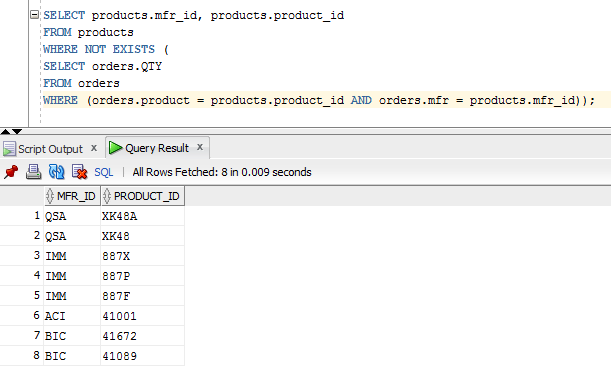 SELECT products.mfr_id, products.product_id
FROM products
WHERE NOT EXISTS (
SELECT orders.QTY
FROM orders
WHERE (orders.product = products.product_id AND orders.mfr = products.mfr_id));
Script Output x Query Result x
SQL | All Rows Fetched: 8 in 0.009 seconds
MFR_ID PRODUCT_ID
1 QSA XK48A
2 QSA XK48
3 IMM 887X
4 IMM 887P
5 IMM 887F
6 ACI 41001
7 BIC 41672
8 BIC 41089